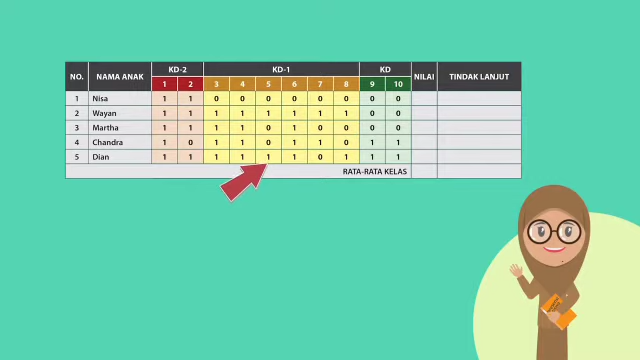 NO. NAMA ANAK KD-2 KD-1 KD NILAI TINDAK LANJUT
1 2 3 4 5 6 7 8 9 10
1 Nisa 1 1 0 0 0 0 0 0 0 0
2 Wayan 1 1 1 1 1 1 1 1 0 0
3 Martha 1 1 1 1 0 1 0 0 0 0
4 Chandra 1 0 1 1 0 1 1 0 1 1
5 Dian 1 1 1 1 1 1 0 1 1 1
RATA-RATA KELAS